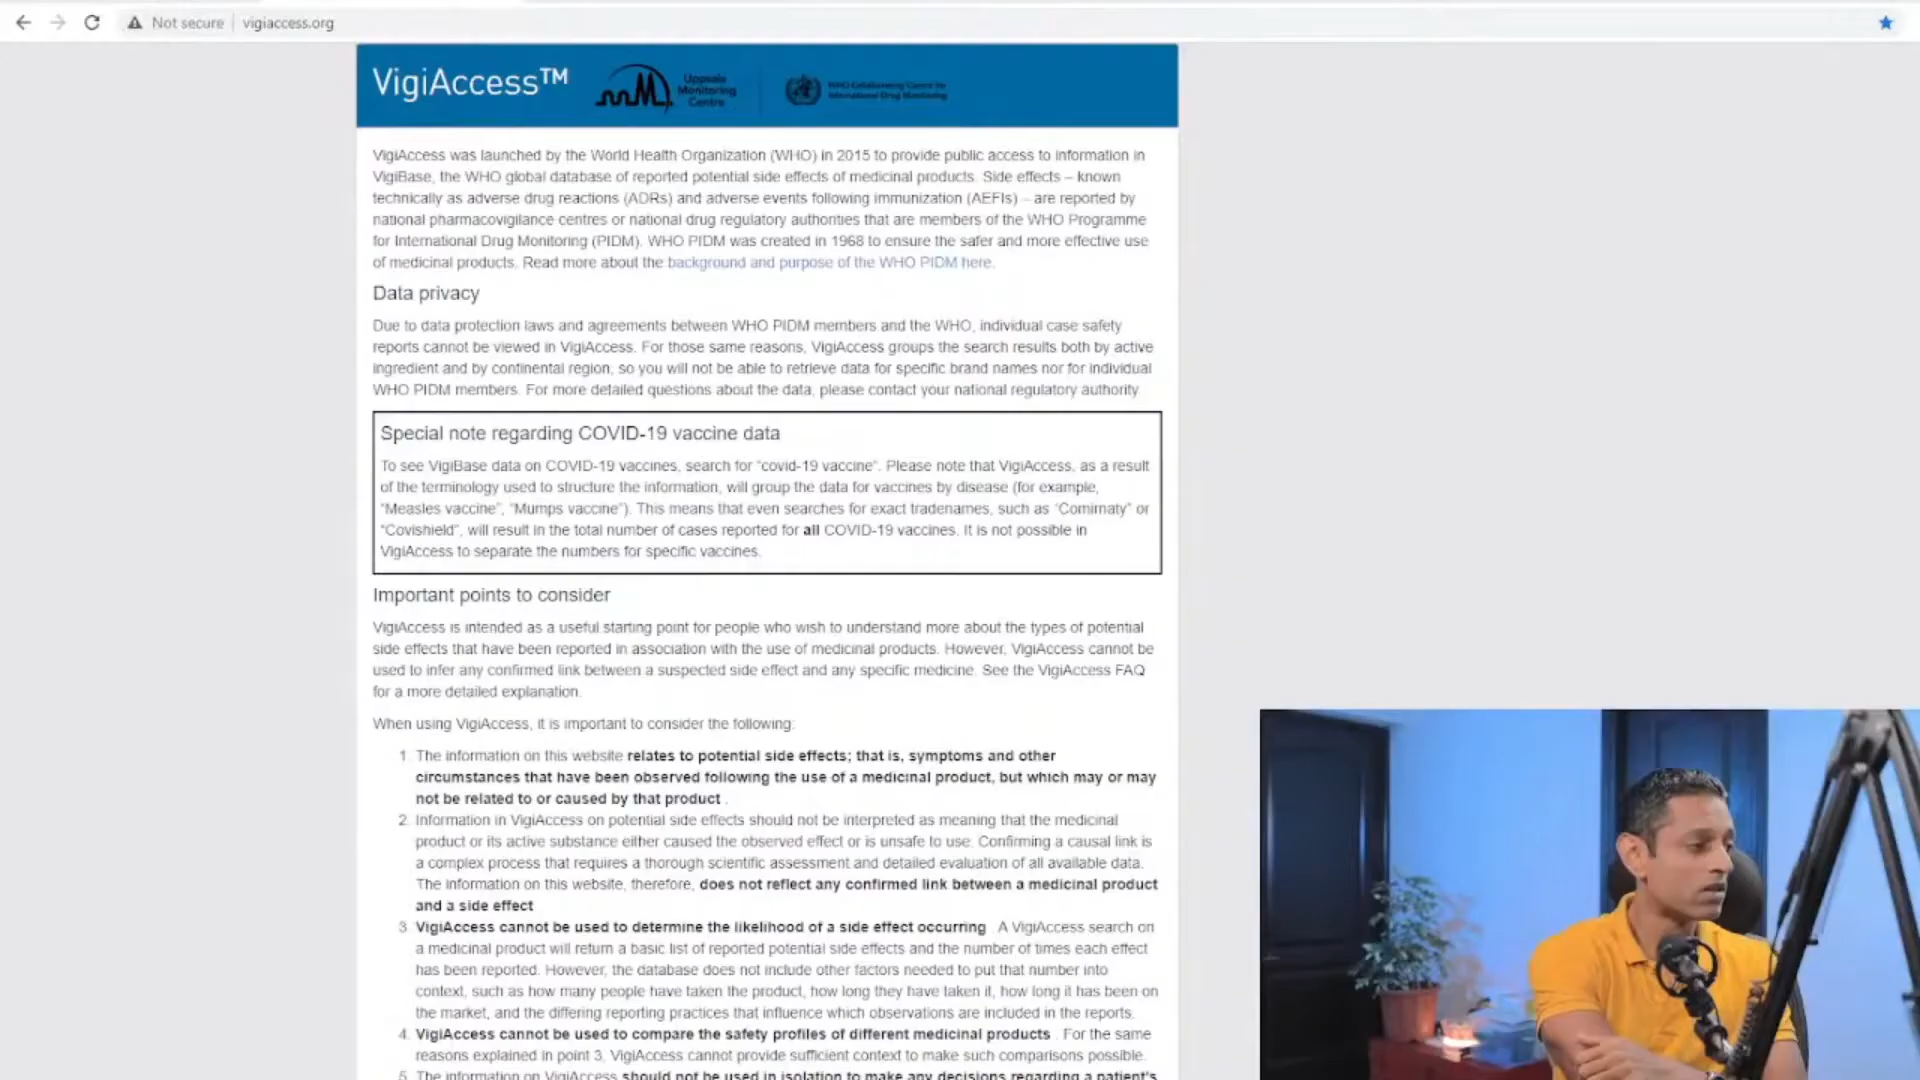 Not secure vigiaccess.org
VigiAccess™
Uppsala
Monitoring
Centre
WHO Collaborating Centre for
International Drug Monitoring
VigiAccess was launched by the World Health Organization (WHO) in 2015 to provide public access to information in
VigiBase, the WHO global database of reported potential side effects of medicinal products. Side effects – known
technically as adverse drug reactions (ADRs) and adverse events following immunization (AEFIs) – are reported by
national pharmacovigilance centres or national drug regulatory authorities that are members of the WHO Programme
for International Drug Monitoring (PIDM). WHO PIDM was created in 1968 to ensure the safer and more effective use
of medicinal products. Read more about the background and purpose of the WHO PIDM here.
Data privacy
Due to data protection laws and agreements between WHO PIDM members and the WHO, individual case safety
reports cannot be viewed in VigiAccess. For those same reasons, VigiAccess groups the search results both by active
ingredient and by continental region, so you will not be able to retrieve data for specific brand names nor for individual
WHO PIDM members. For more detailed questions about the data, please contact your national regulatory authority
Special note regarding COVID-19 vaccine data
To see VigiBase data on COVID-19 vaccines, search for “covid-19 vaccine”. Please note that VigiAccess, as a result
of the terminology used to structure the information, will group the data for vaccines by disease (for example,
“Measles vaccine”, “Mumps vaccine”). This means that even searches for exact tradenames, such as “Comirnaty” or
“Covishield”, will result in the total number of cases reported for all COVID-19 vaccines. It is not possible in
VigiAccess to separate the numbers for specific vaccines.
Important points to consider
VigiAccess is intended as a useful starting point for people who wish to understand more about the types of potential
side effects that have been reported in association with the use of medicinal products. However, VigiAccess cannot be
used to infer any confirmed link between a suspected side effect and any specific medicine. See the VigiAccess FAQ
for a more detailed explanation.
When using VigiAccess, it is important to consider the following:
1. The information on this website relates to potential side effects; that is, symptoms and other
circumstances that have been observed following the use of a medicinal product, but which may or may
not be related to or caused by that product .
2. Information in VigiAccess on potential side effects should not be interpreted as meaning that the medicinal
product or its active substance either caused the observed effect or is unsafe to use. Confirming a causal link is
a complex process that requires a thorough scientific assessment and detailed evaluation of all available data.
The information on this website, therefore, does not reflect any confirmed link between a medicinal product
and a side effect
3. VigiAccess cannot be used to determine the likelihood of a side effect occurring . A VigiAccess search on
a medicinal product will return a basic list of reported potential side effects and the number of times each effect
has been reported. However, the database does not include other factors needed to put that number into
context, such as how many people have taken the product, how long they have taken it, how long it has been on
the market, and the differing reporting practices that influence which observations are included in the reports.
4. VigiAccess cannot be used to compare the safety profiles of different medicinal products . For the same
reasons explained in point 3, VigiAccess cannot provide sufficient context to make such comparisons possible.
5. The information on VigiAccess should not be used in isolation to make any decisions regarding a patient's